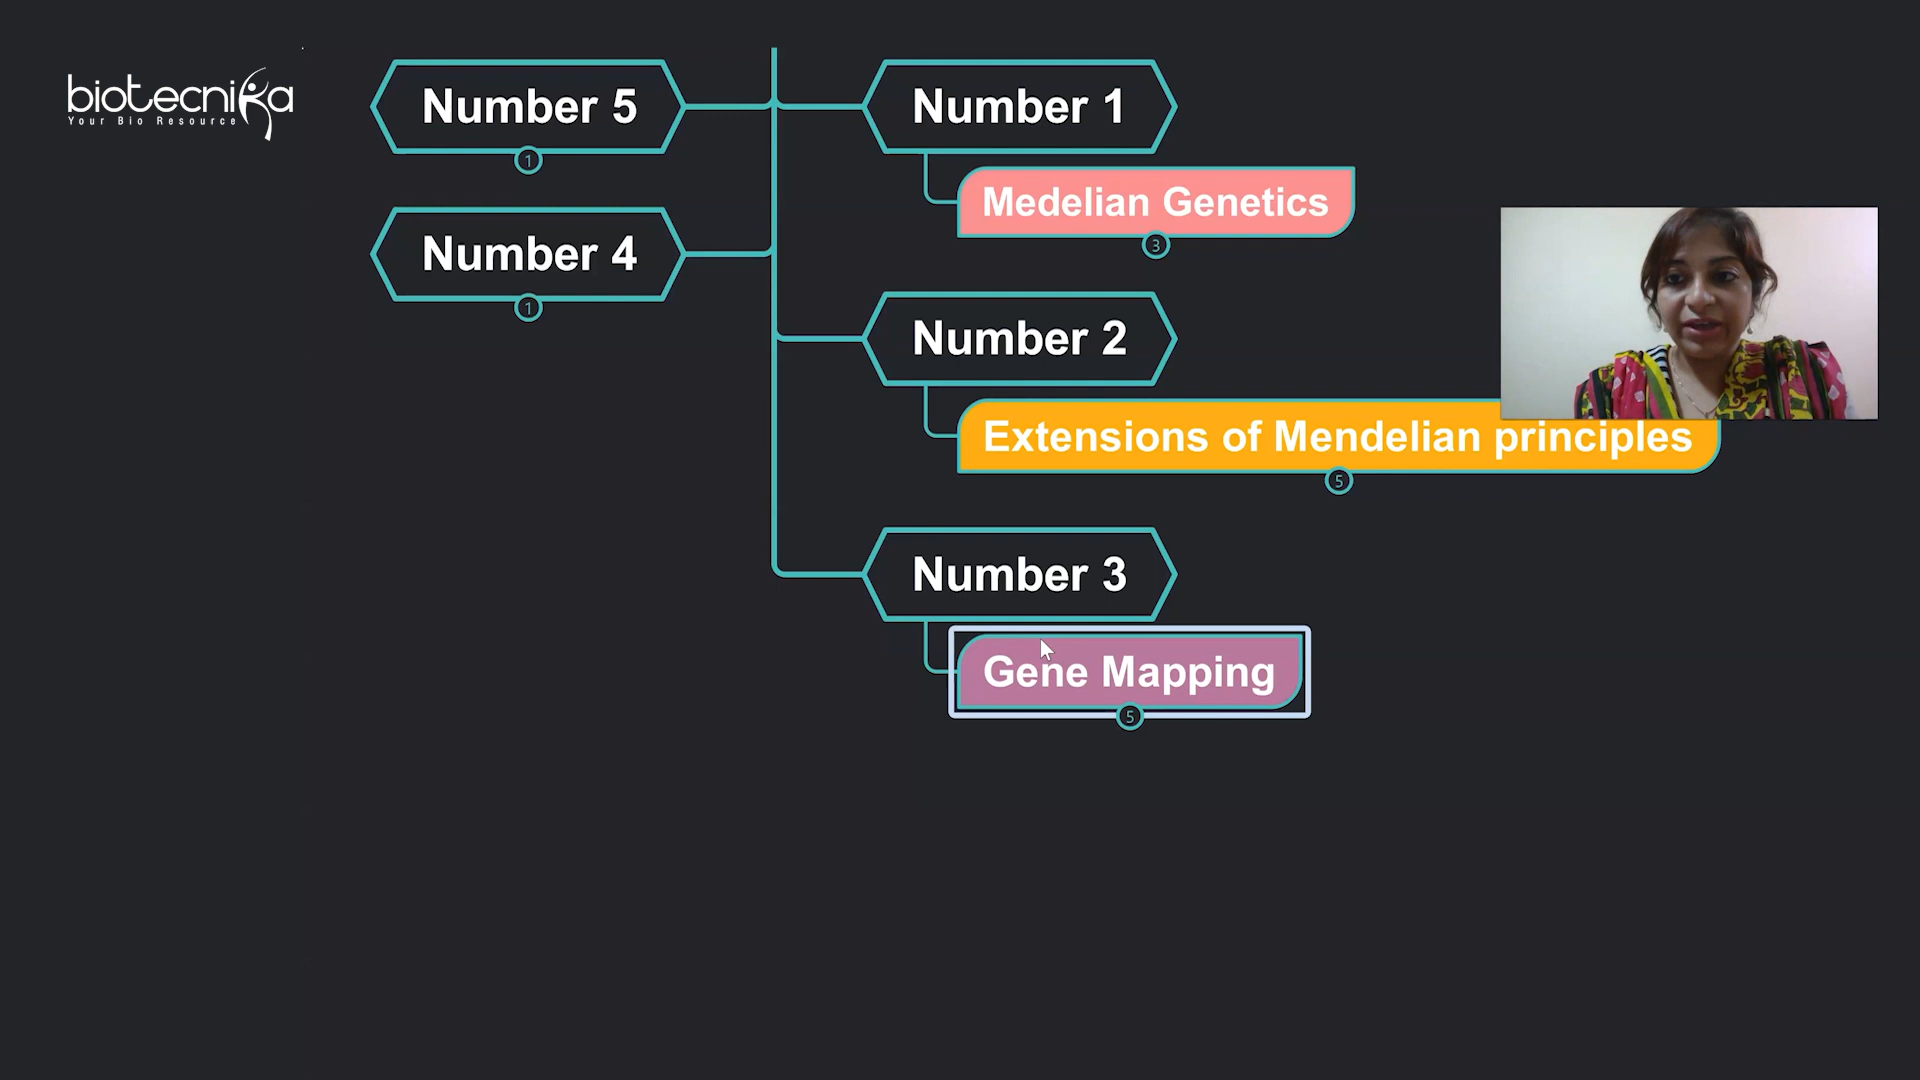 biotecnika
Your Bio Resource
Number 5
1
Number 4
1
Number 1
Medelian Genetics
3
Number 2
Extensions of Mendelian principles
5
Number 3
Gene Mapping
5